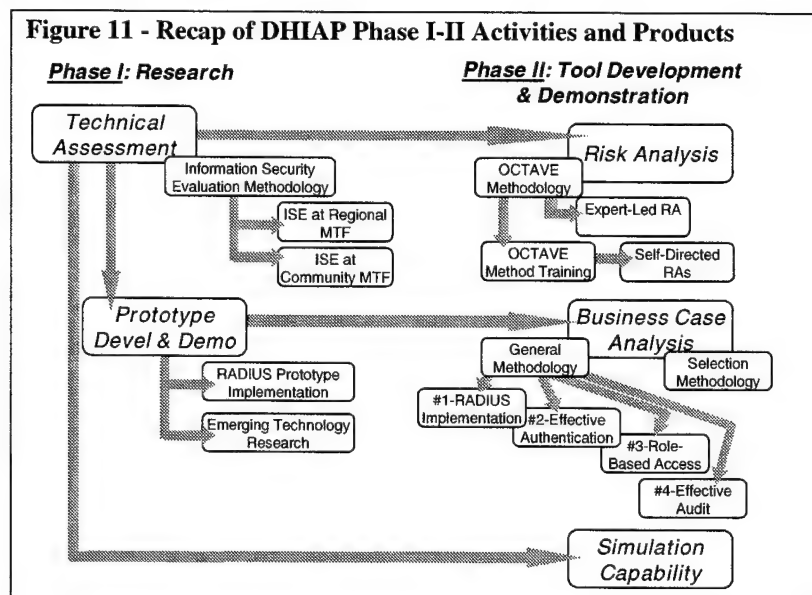 Figure 11 - Recap of DHIAP Phase I-II Activities and Products
Phase I: Research
Phase II: Tool Development
& Demonstration
Technical
Assessment
Information Security
Evaluation Methodology
ISE at Regional
MTF
ISE at
Community MTF
Risk Analysis
OCTAVE
Methodology
Expert-Led RA
OCTAVE
Method Training
Self-Directed
RAs
Prototype
Devel & Demo
RADIUS Prototype
Implementation
Emerging Technology
Research
Business Case
Analysis
General
Methodology
Selection
Methodology
#1-RADIUS
Implementation
#2-Effective
Authentication
#3-Role-
Based Access
#4-Effective
Audit
Simulation
Capability